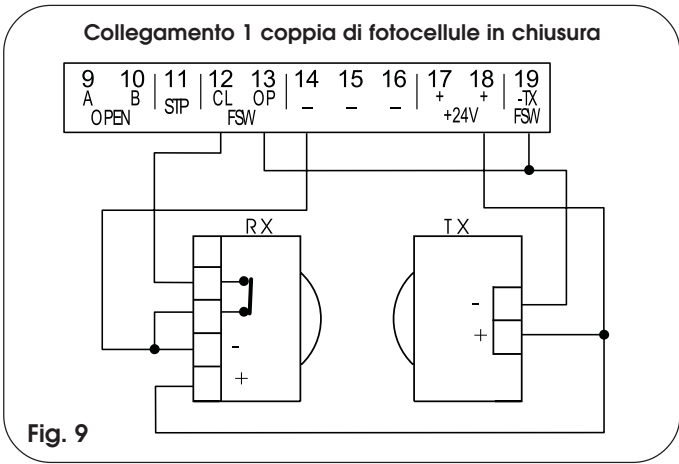 Collegamento 1 coppia di fotocellule in chiusura
9 10 11 12 13 14 15 16 17 18 19
A B STP CL OP - - - + + -TX
OPEN FSW +24V FSW
RX TX
-
+
-
+
Fig. 9